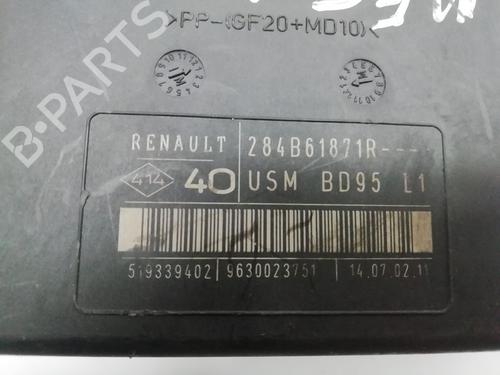 >PP-(GF20+MD10)<
RENAULT 284B61871R----
414 40 USM BD95 L1
519339402 9630023751 14.07.02.11
B-PARTS